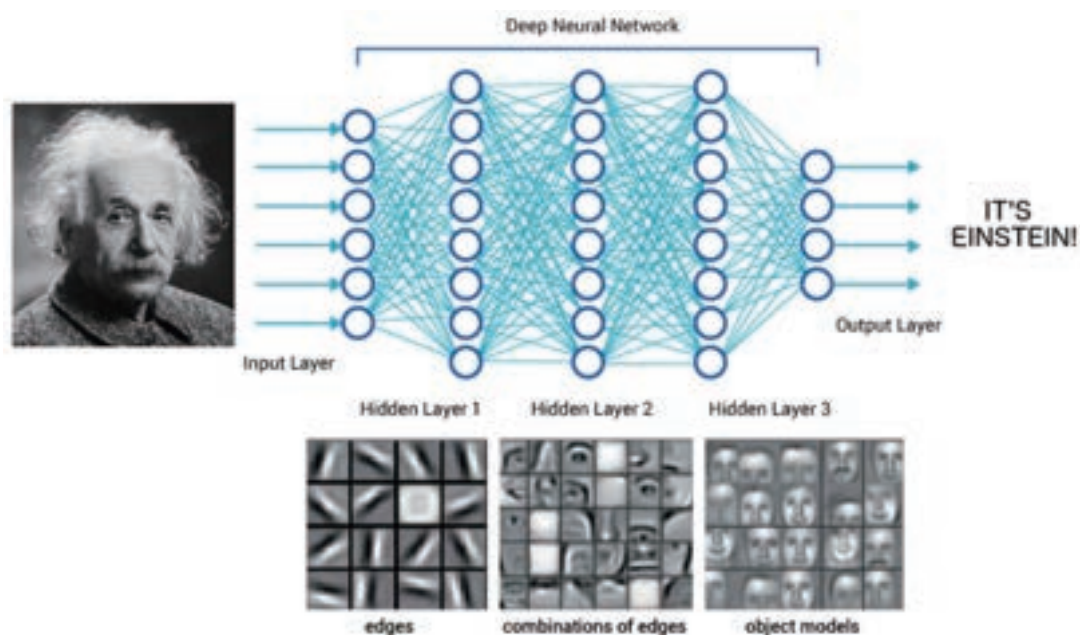 Deep Neural Network
IT'S
EINSTEIN!
Input Layer
Output Layer
Hidden Layer 1
Hidden Layer 2
Hidden Layer 3
edges
combinations of edges
object models